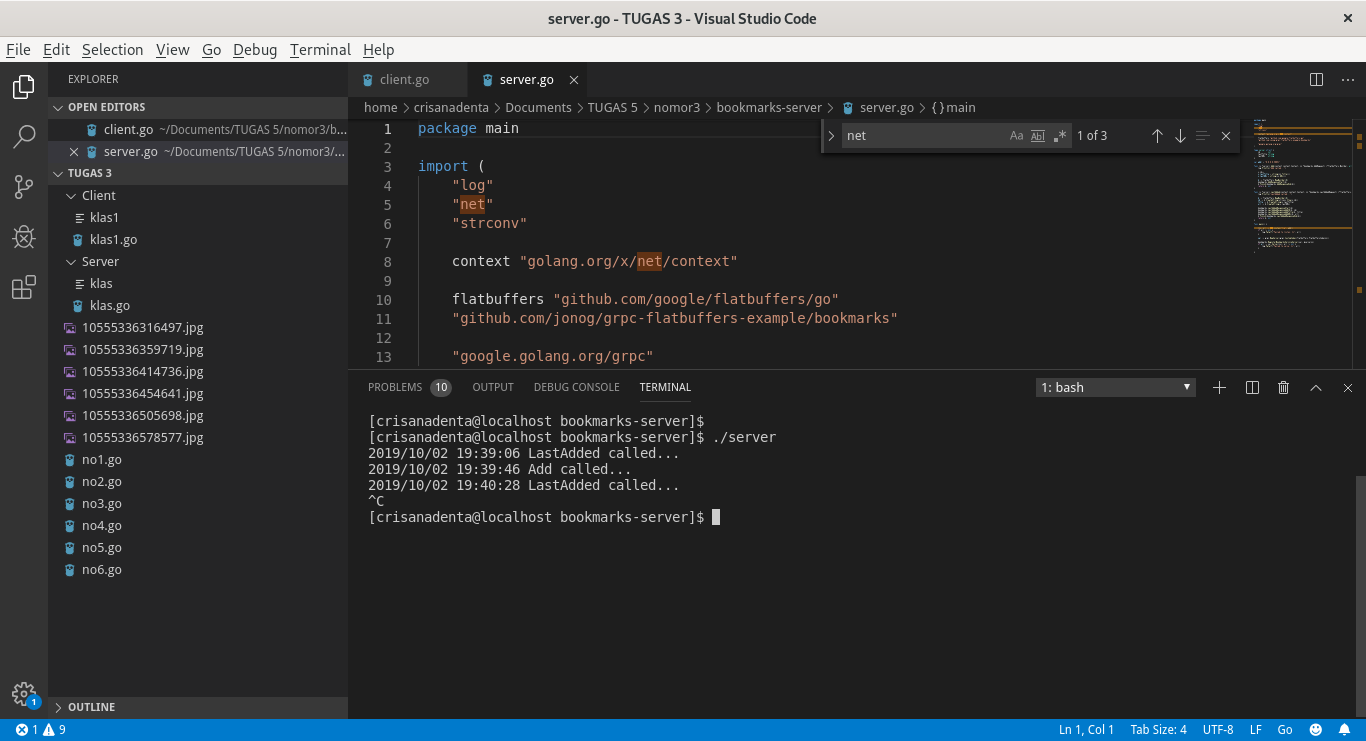 server.go - TUGAS 3 - Visual Studio Code
File Edit Selection View Go Debug Terminal Help
EXPLORER
OPEN EDITORS
client.go ~/Documents/TUGAS 5/nomor3/b...
server.go ~/Documents/TUGAS 5/nomor3/...
TUGAS 3
Client
klas1
klas1.go
Server
klas
klas.go
10555336316497.jpg
10555336359719.jpg
10555336414736.jpg
10555336454641.jpg
10555336505698.jpg
10555336578577.jpg
no1.go
no2.go
no3.go
no4.go
no5.go
no6.go
OUTLINE
1
client.go server.go
home > crisanadenta > Documents > TUGAS 5 > nomor3 > bookmarks-server > server.go > {} main
net Aa Abl .* 1 of 3
1 package main
2
3 import (
4 "log"
5 "net"
6 "strconv"
7
8 context "golang.org/x/net/context"
9
10 flatbuffers "github.com/google/flatbuffers/go"
11 "github.com/jonog/grpc-flatbuffers-example/bookmarks"
12
13 "google.golang.org/grpc"
PROBLEMS 10 OUTPUT DEBUG CONSOLE TERMINAL 1: bash
[crisanadenta@localhost bookmarks-server]$
[crisanadenta@localhost bookmarks-server]$ ./server
2019/10/02 19:39:06 LastAdded called...
2019/10/02 19:39:46 Add called...
2019/10/02 19:40:28 LastAdded called...
^C
[crisanadenta@localhost bookmarks-server]$
1 9 Ln 1, Col 1 Tab Size: 4 UTF-8 LF Go